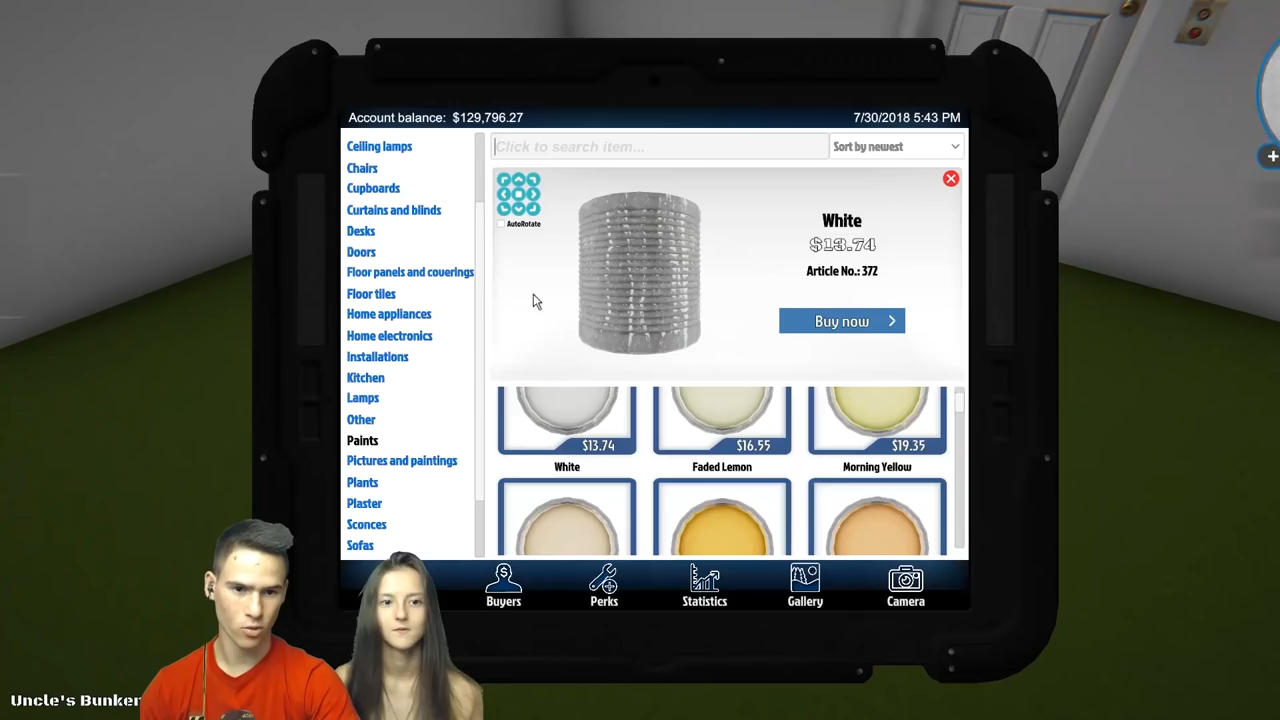 Account balance: $129,796.27
7/30/2018 5:43 PM
Click to search item...
Sort by newest
Ceiling lamps
Chairs
Cupboards
Curtains and blinds
Desks
Doors
Floor panels and coverings
Floor tiles
Home appliances
Home electronics
Installations
Kitchen
Lamps
Other
Paints
Pictures and paintings
Plants
Plaster
Sconces
Sofas
AutoRotate
White
$13.74
Article No.: 372
Buy now
$13.74
$16.55
$19.35
White
Faded Lemon
Morning Yellow
Buyers
Perks
Statistics
Gallery
Camera
Uncle's Bunker